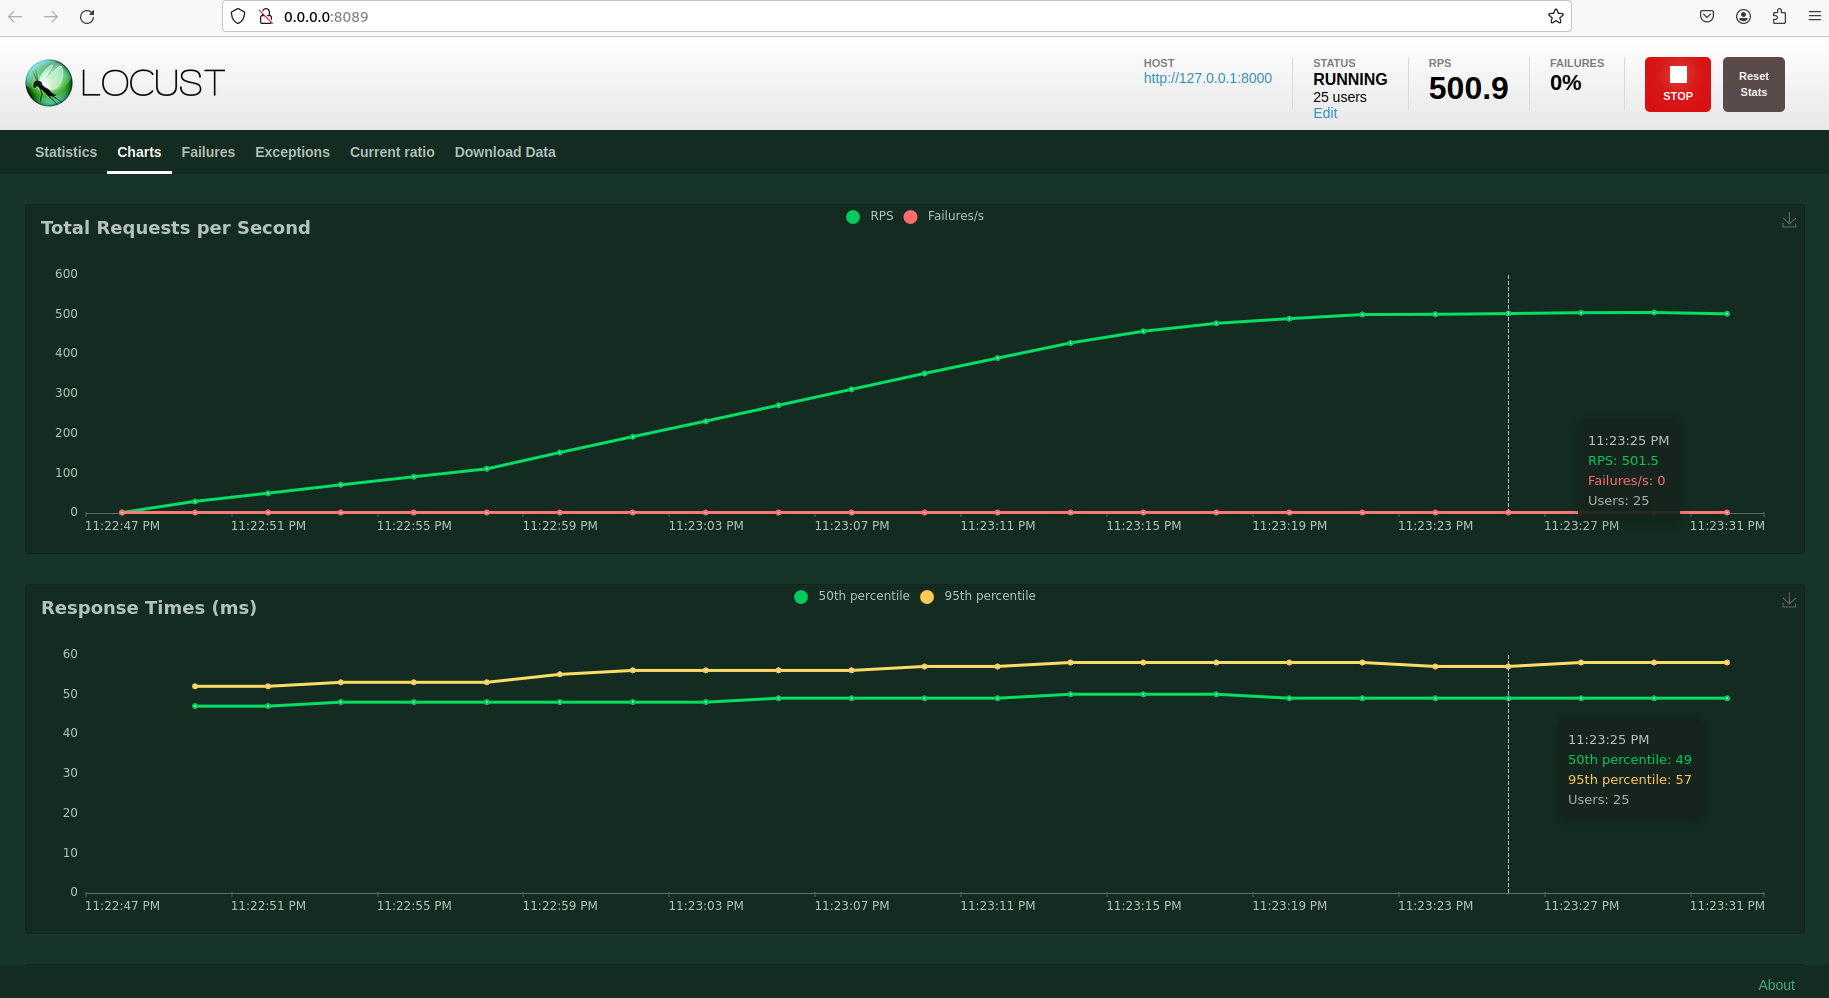 0.0.0.0:8089
LOCUST
HOST
http://127.0.0.1:8000
STATUS
RUNNING
25 users
Edit
RPS
500.9
FAILURES
0%
STOP
Reset
Stats
Statistics Charts Failures Exceptions Current ratio Download Data
Total Requests per Second
RPS Failures/s
600
500
400
300
200
100
0
11:23:25 PM
RPS: 501.5
Failures/s: 0
Users: 25
11:22:47 PM 11:22:51 PM 11:22:55 PM 11:22:59 PM 11:23:03 PM 11:23:07 PM 11:23:11 PM 11:23:15 PM 11:23:19 PM 11:23:23 PM 11:23:27 PM 11:23:31 PM
Response Times (ms)
50th percentile 95th percentile
60
50
40
30
20
10
0
11:23:25 PM
50th percentile: 49
95th percentile: 57
Users: 25
11:22:47 PM 11:22:51 PM 11:22:55 PM 11:22:59 PM 11:23:03 PM 11:23:07 PM 11:23:11 PM 11:23:15 PM 11:23:19 PM 11:23:23 PM 11:23:27 PM 11:23:31 PM
About